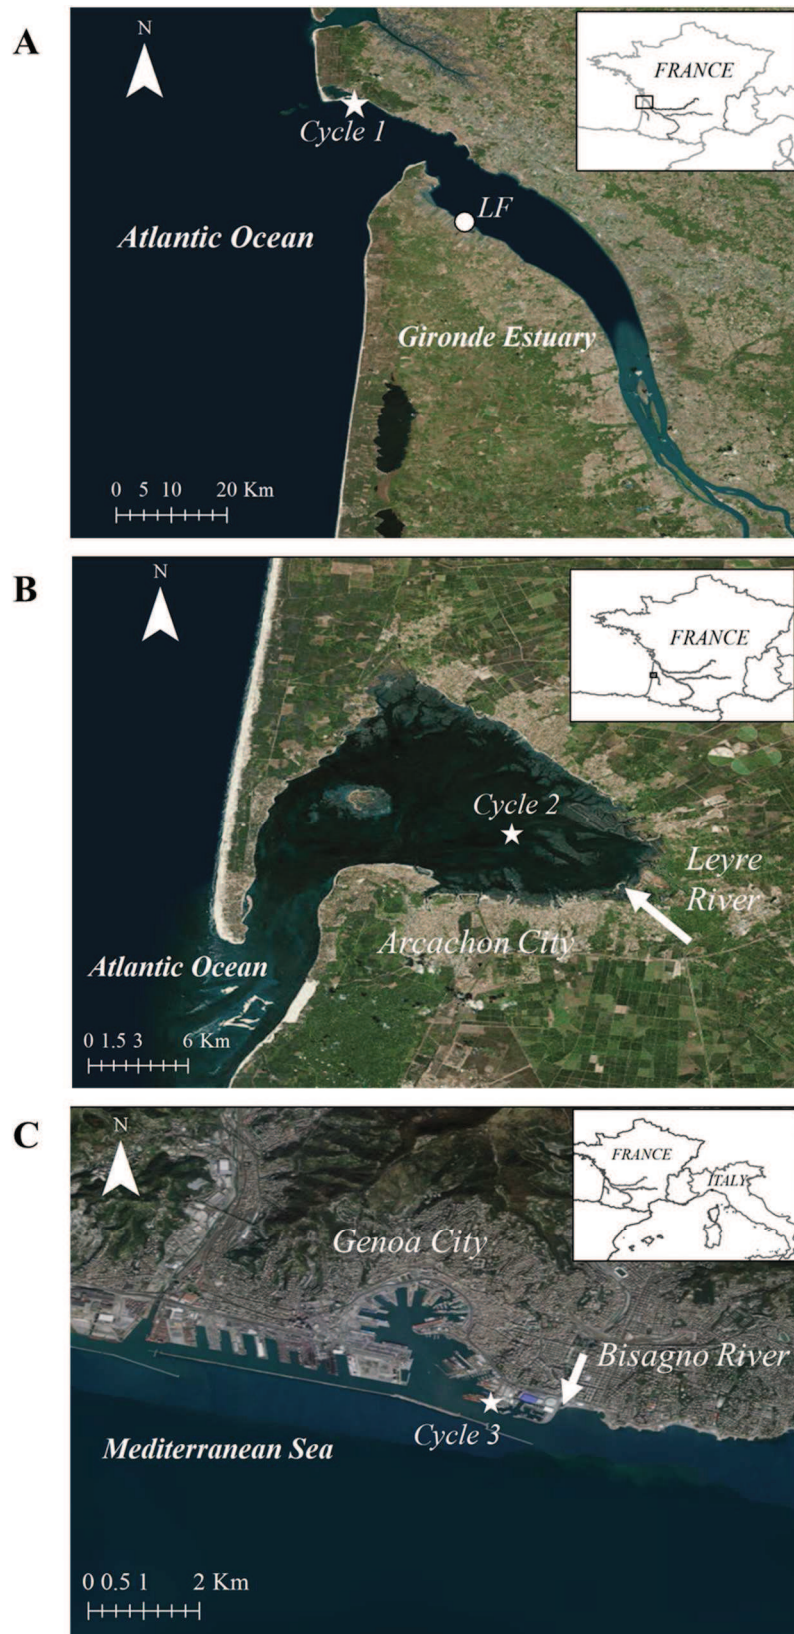 A
N
FRANCE
Cycle 1
LF
Atlantic Ocean
Gironde Estuary
0 5 10 20 Km
B
N
FRANCE
Cycle 2
Leyre
River
Arcachon City
Atlantic Ocean
0 1.5 3 6 Km
C
N
FRANCE
ITALY
Genoa City
Bisagno River
Cycle 3
Mediterranean Sea
0 0.5 1 2 Km